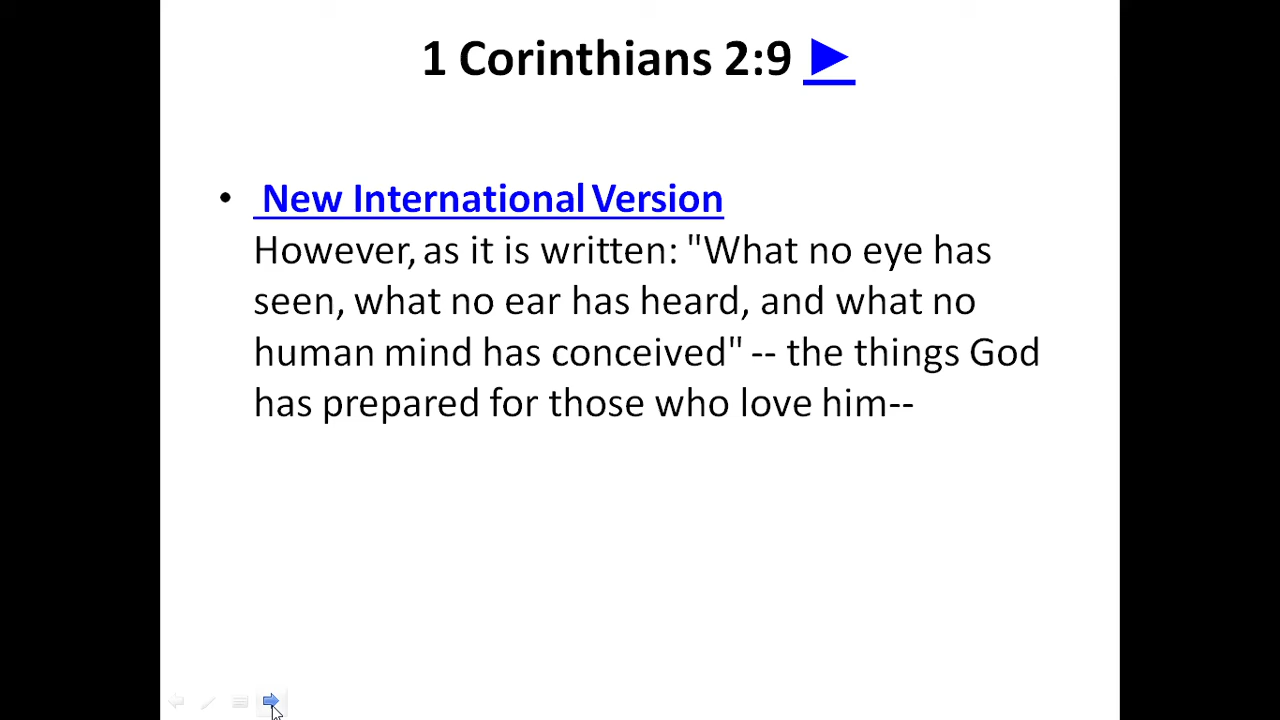 1 Corinthians 2:9 ►
• New International Version
However, as it is written: "What no eye has
seen, what no ear has heard, and what no
human mind has conceived" -- the things God
has prepared for those who love him--